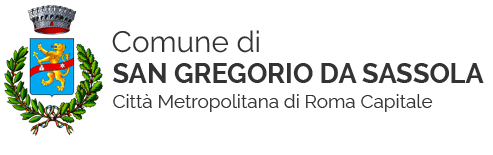 Comune di
SAN GREGORIO DA SASSOLA
Città Metropolitana di Roma Capitale